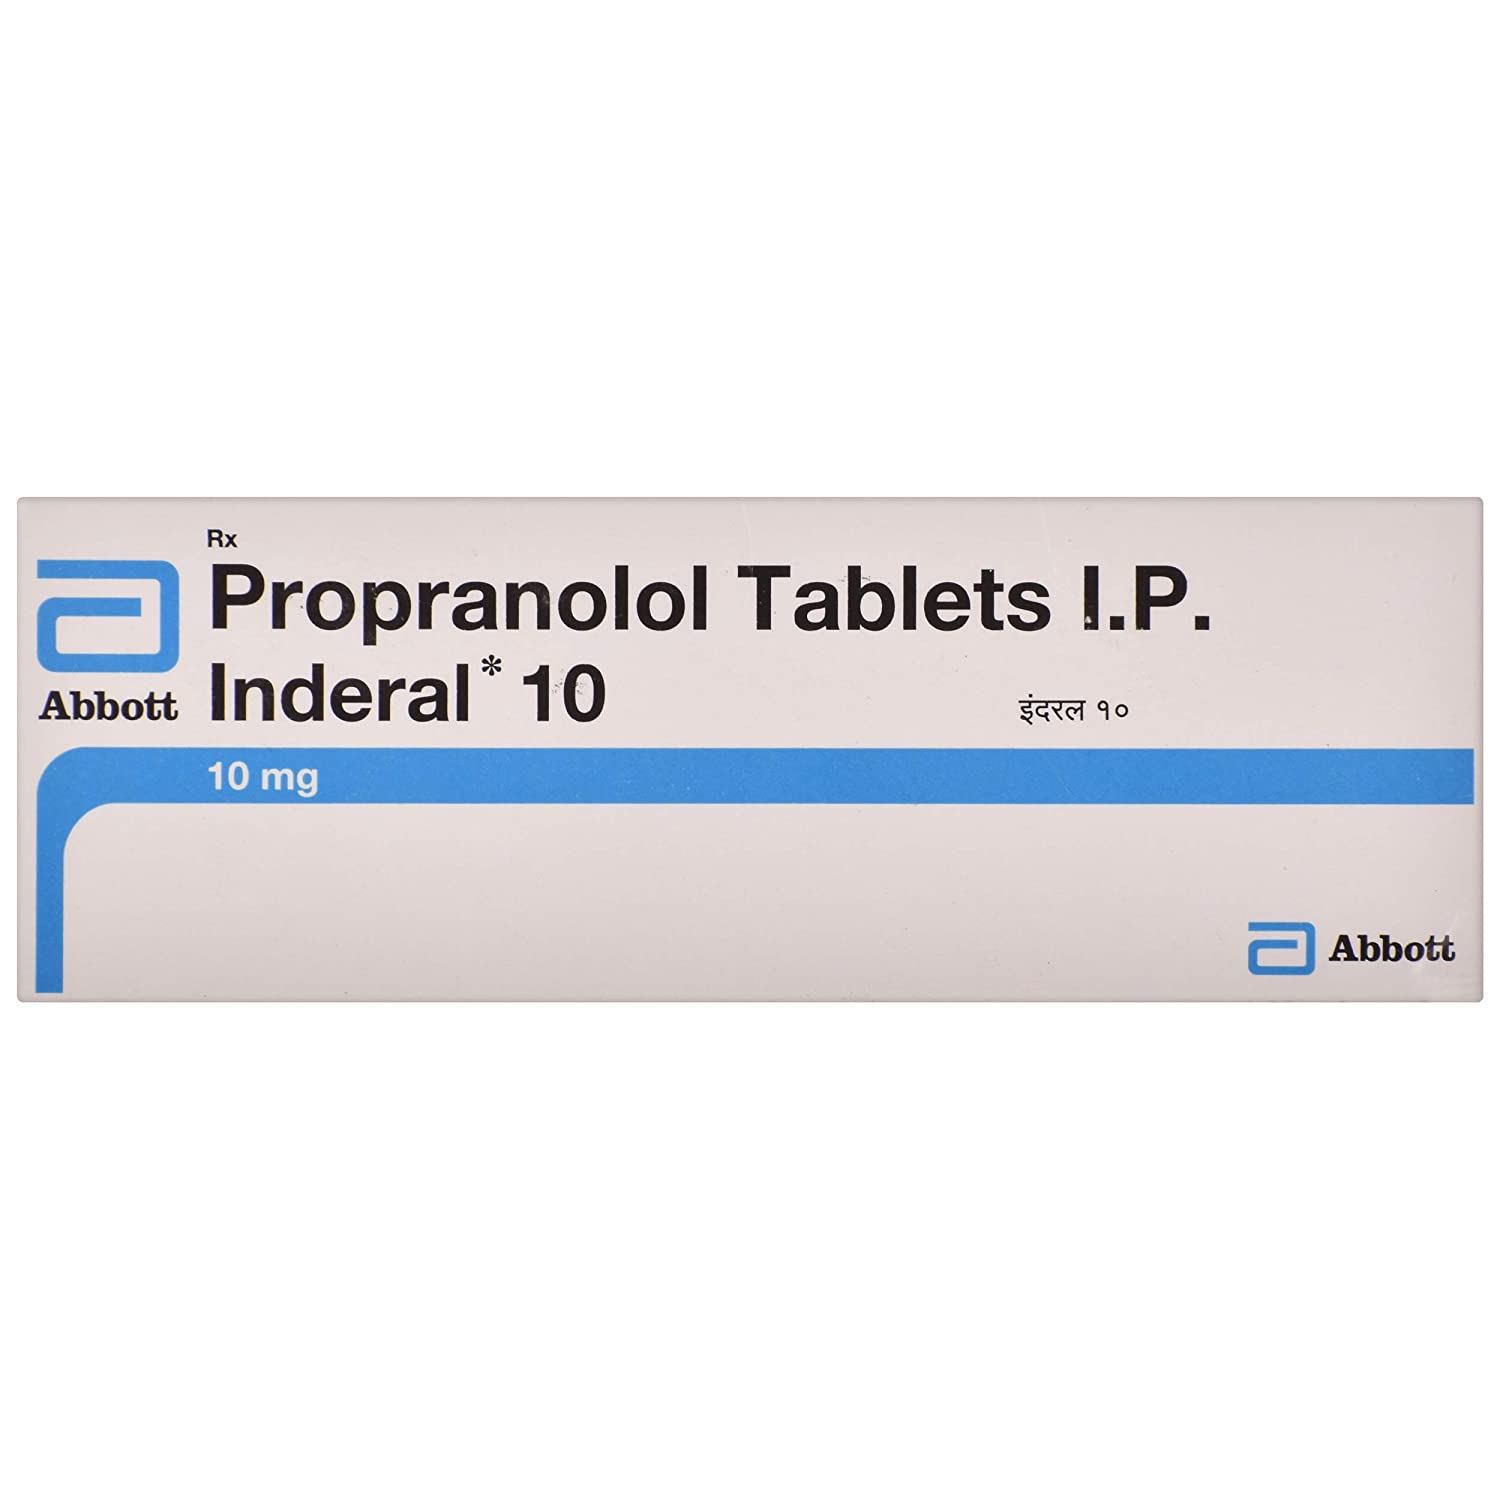 Rx
Propranolol Tablets I.P.
Abbott
Inderal* 10
इंदरल १०
10 mg
Abbott